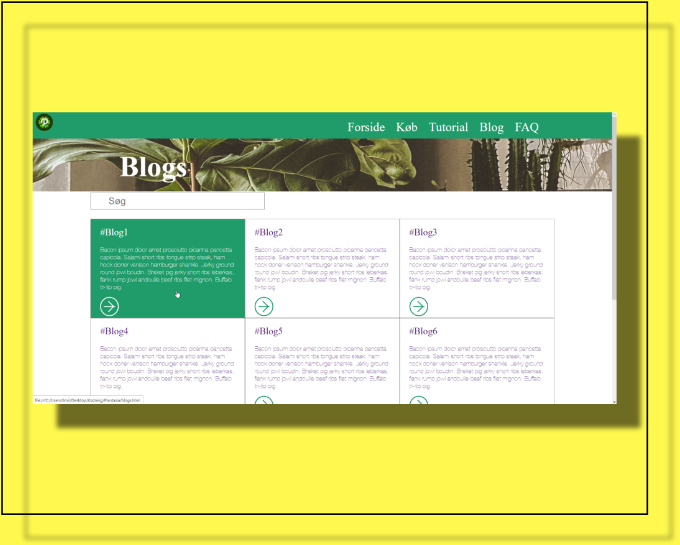 Forside Køb Tutorial Blog FAQ
Blogs
Søg
#Blog1
Bacon ipsum dolor amet prosciutto picanha pancetta
capicola. Salami short ribs tongue strip steak, ham
hock doner venison hamburger shankle. Jerky ground
round jowl boudin. Shankle pig jerky short ribs leberkas,
flank rump jowl andouille beef ribs filet mignon. Buffalo
tri-tip pig.
#Blog2
Bacon ipsum dolor amet prosciutto picanha pancetta
capicola. Salami short ribs tongue strip steak, ham
hock doner venison hamburger shankle. Jerky ground
round jowl boudin. pig jerky short ribs leberkas,
flank rump jowl andouille beef ribs filet mignon. Buffalo
tri-tip pig.
#Blog3
Bacon ipsum dolor amet prosciutto picanha pancetta
capicola. Salami short ribs tongue strip steak, ham
hock doner venison hamburger shankle. Jerky ground
round jowl boudin. pig jerky short ribs leberkas,
flank rump jowl andouille beef ribs filet mignon. Buffalo
tri-tip pig.
#Blog4
Bacon ipsum dolor amet prosciutto picanha pancetta
capicola. Salami short ribs tongue strip steak, ham
hock doner venison hamburger shankle. Jerky ground
round jowl boudin. pig jerky short ribs leberkas,
flank rump jowl andouille beef ribs filet mignon. Buffalo
tri-tip pig.
#Blog5
Bacon ipsum dolor amet prosciutto picanha pancetta
capicola. Salami short ribs tongue strip steak, ham
hock doner venison hamburger shankle. Jerky ground
round jowl boudin. pig jerky short ribs leberkas,
flank rump jowl andouille beef ribs filet mignon. Buffalo
tri-tip pig.
#Blog6
Bacon ipsum dolor amet prosciutto picanha pancetta
capicola. Salami short ribs tongue strip steak, ham
hock doner venison hamburger shankle. Jerky ground
round jowl boudin. pig jerky short ribs leberkas,
flank rump jowl andouille beef ribs filet mignon. Buffalo
tri-tip pig.